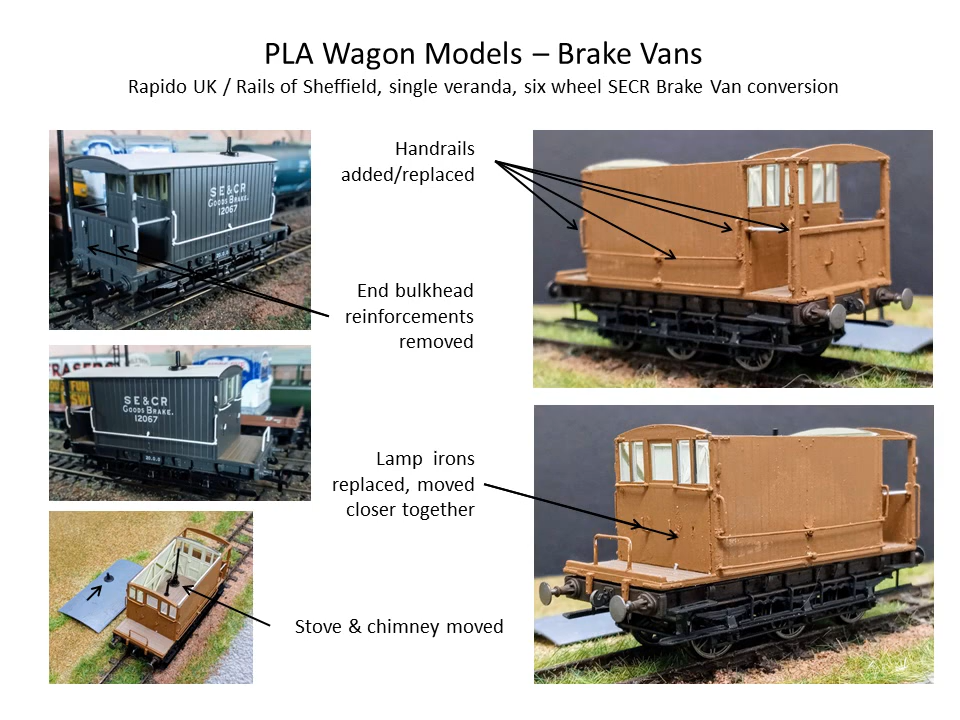 PLA Wagon Models – Brake Vans
Rapido UK / Rails of Sheffield, single veranda, six wheel SECR Brake Van conversion
Handrails
added/replaced
SE&CR
GOODS BRAKE.
12067
End bulkhead
reinforcements
removed
SE&CR
GOODS BRAKE.
12067
Lamp irons
replaced, moved
closer together
Stove & chimney moved